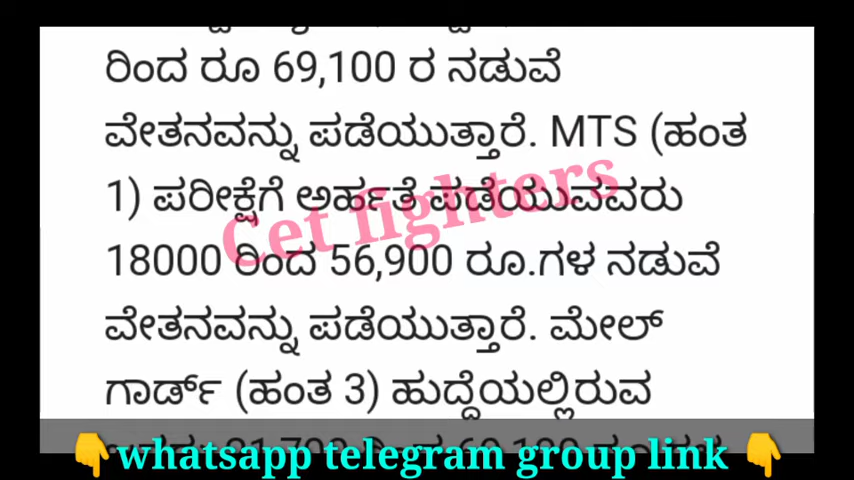 ರಿಂದ ರೂ 69,100 ರ ನಡುವೆ
ವೇತನವನ್ನು ಪಡೆಯುತ್ತಾರೆ. MTS (ಹಂತ
1) ಪರೀಕ್ಷೆಗೆ ಅರ್ಹತೆ ಪಡೆಯುವವರು
Cet fighters
18000 ರಿಂದ 56,900 ರೂ.ಗಳ ನಡುವೆ
ವೇತನವನ್ನು ಪಡೆಯುತ್ತಾರೆ. ಮೇಲ್
ಗಾರ್ಡ್ (ಹಂತ 3) ಹುದ್ದೆಯಲ್ಲಿರುವ
👇whatsapp telegram group link 👇